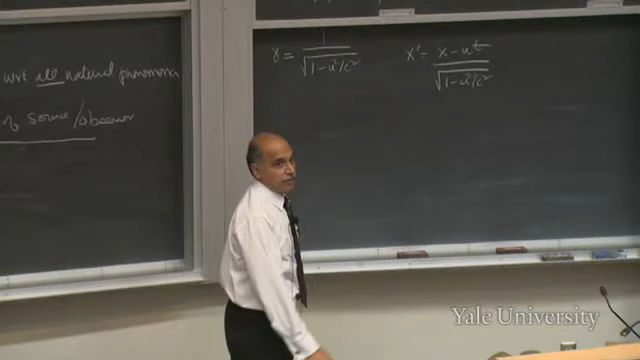 wrt all natural phenomena
of source/observer
γ = 1/√(1-u²/c²)
x' = x-ut/√(1-u²/c²)
Yale University